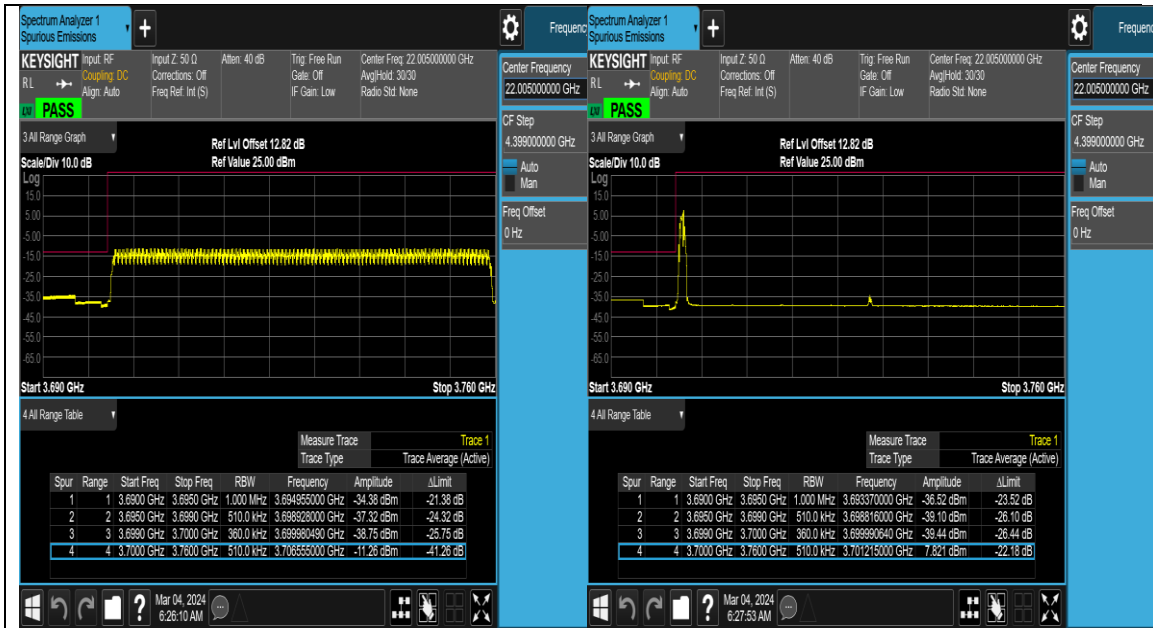 Spectrum Analyzer 1
Spurious Emissions
+
Frequenc
KEYSIGHT
Input: RF
Coupling: DC
Align: Auto
Input Z: 50 Ω
Corrections: Off
Freq Ref: Int (S)
Atten: 40 dB
Trig: Free Run
Gate: Off
IF Gain: Low
Center Freq: 22.005000000 GHz
Avg|Hold: 30/30
Radio Std: None
RL
PASS
Center Frequency
22.005000000 GHz
CF Step
4.399000000 GHz
Auto
Man
Freq Offset
0 Hz
3 All Range Graph
Ref Lvl Offset 12.82 dB
Scale/Div 10.0 dB
Ref Value 25.00 dBm
Log
15.0
5.00
-5.00
-15.0
-25.0
-35.0
-45.0
-55.0
-65.0
Start 3.690 GHz
Stop 3.760 GHz
4 All Range Table
Measure Trace Trace 1
Trace Type Trace Average (Active)
Spur Range Start Freq Stop Freq RBW Frequency Amplitude ΔLimit
1 1 3.6900 GHz 3.6950 GHz 1.000 MHz 3.694955000 GHz -34.38 dBm -21.38 dB
2 2 3.6950 GHz 3.6990 GHz 510.0 kHz 3.698928000 GHz -37.32 dBm -24.32 dB
3 3 3.6990 GHz 3.7000 GHz 360.0 kHz 3.699980490 GHz -38.75 dBm -25.75 dB
4 4 3.7000 GHz 3.7600 GHz 510.0 kHz 3.706555000 GHz -11.26 dBm -41.26 dB
?
Mar 04, 2024
6:26:10 AM
Spectrum Analyzer 1
Spurious Emissions
+
Frequenc
KEYSIGHT
Input: RF
Coupling: DC
Align: Auto
Input Z: 50 Ω
Corrections: Off
Freq Ref: Int (S)
Atten: 40 dB
Trig: Free Run
Gate: Off
IF Gain: Low
Center Freq: 22.005000000 GHz
Avg|Hold: 30/30
Radio Std: None
RL
PASS
Center Frequency
22.005000000 GHz
CF Step
4.399000000 GHz
Auto
Man
Freq Offset
0 Hz
3 All Range Graph
Ref Lvl Offset 12.82 dB
Scale/Div 10.0 dB
Ref Value 25.00 dBm
Log
15.0
5.00
-5.00
-15.0
-25.0
-35.0
-45.0
-55.0
-65.0
Start 3.690 GHz
Stop 3.760 GHz
4 All Range Table
Measure Trace Trace 1
Trace Type Trace Average (Active)
Spur Range Start Freq Stop Freq RBW Frequency Amplitude ΔLimit
1 1 3.6900 GHz 3.6950 GHz 1.000 MHz 3.693370000 GHz -36.52 dBm -23.52 dB
2 2 3.6950 GHz 3.6990 GHz 510.0 kHz 3.698816000 GHz -39.10 dBm -26.10 dB
3 3 3.6990 GHz 3.7000 GHz 360.0 kHz 3.699990640 GHz -39.44 dBm -26.44 dB
4 4 3.7000 GHz 3.7600 GHz 510.0 kHz 3.701215000 GHz 7.821 dBm -22.18 dB
?
Mar 04, 2024
6:27:53 AM